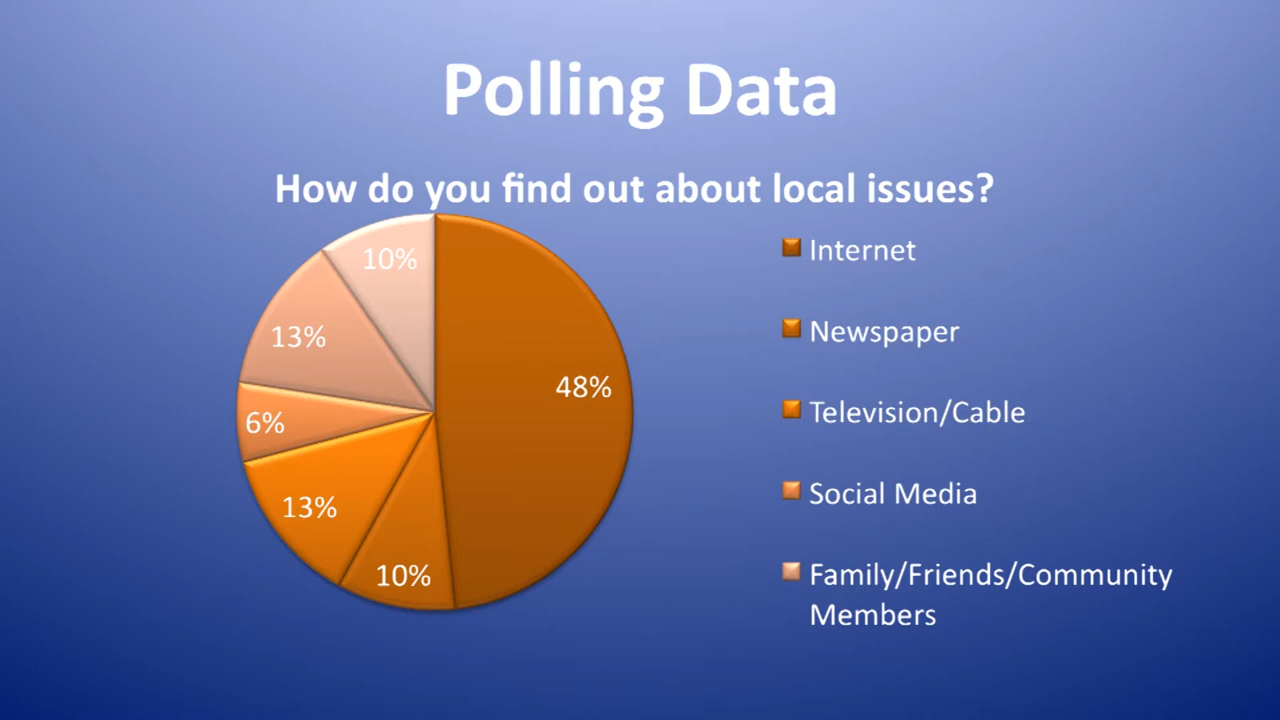 Polling Data
How do you find out about local issues?
10%
13%
48%
6%
13%
10%
Internet
Newspaper
Television/Cable
Social Media
Family/Friends/Community
Members